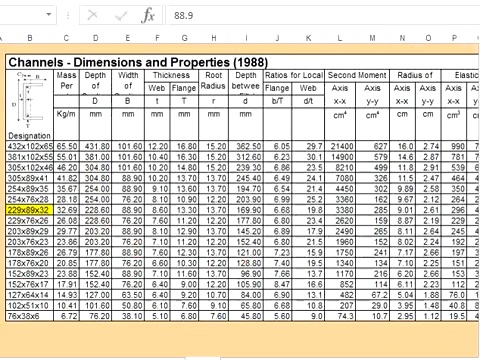 fx 88.9
A B C D E F G H I J K L M N O P
Channels - Dimensions and Properties (1988)
Mass Depth Width Thickness Root Depth Ratios for Local Second Moment Radius of Elastic
Per of of Web Flange Radius betwee Flange Web Axis Axis Axis Axis Axis
x-x y-y x-x y-y x-x
D B t T r d b/T d/t
Kg/m mm mm mm mm mm mm cm4 cm4 cm cm cm3
Designation
432x102x65 65.50 431.80 101.60 12.20 16.80 15.20 362.50 6.05 29.7 21400 627 16.0 2.74 990
381x102x55 55.01 381.00 101.60 10.40 16.30 15.20 312.60 6.23 30.1 14900 579 14.6 2.87 781
305x102x46 46.20 304.80 101.60 10.20 14.80 15.20 239.30 6.86 23.5 8210 499 11.8 2.91 539
305x89x41 41.82 304.80 88.90 10.20 13.70 13.70 245.40 6.49 24.1 7080 326 11.5 2.47 464
254x89x35 35.67 254.00 88.90 9.10 13.60 13.70 194.70 6.54 21.4 4450 302 9.89 2.58 350
254x76x28 28.18 254.00 76.20 8.10 10.90 12.20 203.90 6.99 25.2 3360 162 9.67 2.12 264
229x89x32 32.69 228.60 88.90 8.60 13.30 13.70 169.90 6.68 19.8 3380 285 9.01 2.61 296
229x76x26 26.08 228.60 76.20 7.60 11.20 12.20 177.80 6.80 23.4 2620 159 8.87 2.19 229
203x89x29 29.77 203.20 88.90 8.10 12.90 13.70 145.20 6.89 17.9 2490 265 8.11 2.64 245
203x76x23 23.86 203.20 76.20 7.10 11.20 12.20 152.40 6.80 21.5 1960 152 8.02 2.24 192
178x89x26 26.79 177.80 88.90 7.60 12.30 13.70 121.00 7.23 15.9 1750 241 7.17 2.66 197
178x76x20 20.85 177.80 76.20 6.60 10.30 12.20 128.80 7.40 19.5 1340 134 7.10 2.25 151
152x89x23 23.88 152.40 88.90 7.10 11.60 13.70 96.90 7.66 13.7 1170 216 6.20 2.66 153
152x76x17 17.91 152.40 76.20 6.40 9.00 12.20 105.90 8.47 16.6 852 114 6.11 2.23 112
127x64x14 14.93 127.00 63.50 6.40 9.20 10.70 84.00 6.90 13.1 482 67.2 5.04 1.88 76.0
102x51x10 10.41 101.60 50.80 6.10 7.60 9.10 65.80 6.68 10.8 207 29.0 3.95 1.48 40.8
76x38x6 6.72 76.20 38.10 5.10 6.80 7.60 45.80 5.60 9.0 74.3 10.7 2.95 1.12 19.5